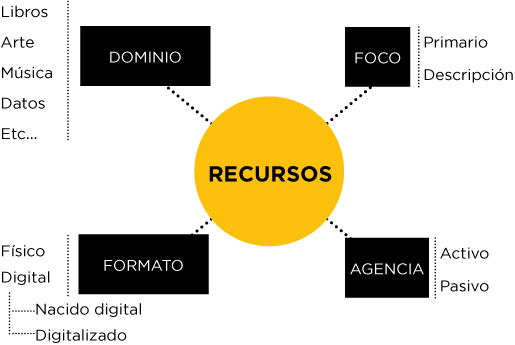 Libros
Arte
Música
Datos
Etc...
DOMINIO
FOCO
Primario
Descripción
RECURSOS
Físico
Digital
Nacido digital
Digitalizado
FORMATO
AGENCIA
Activo
Pasivo